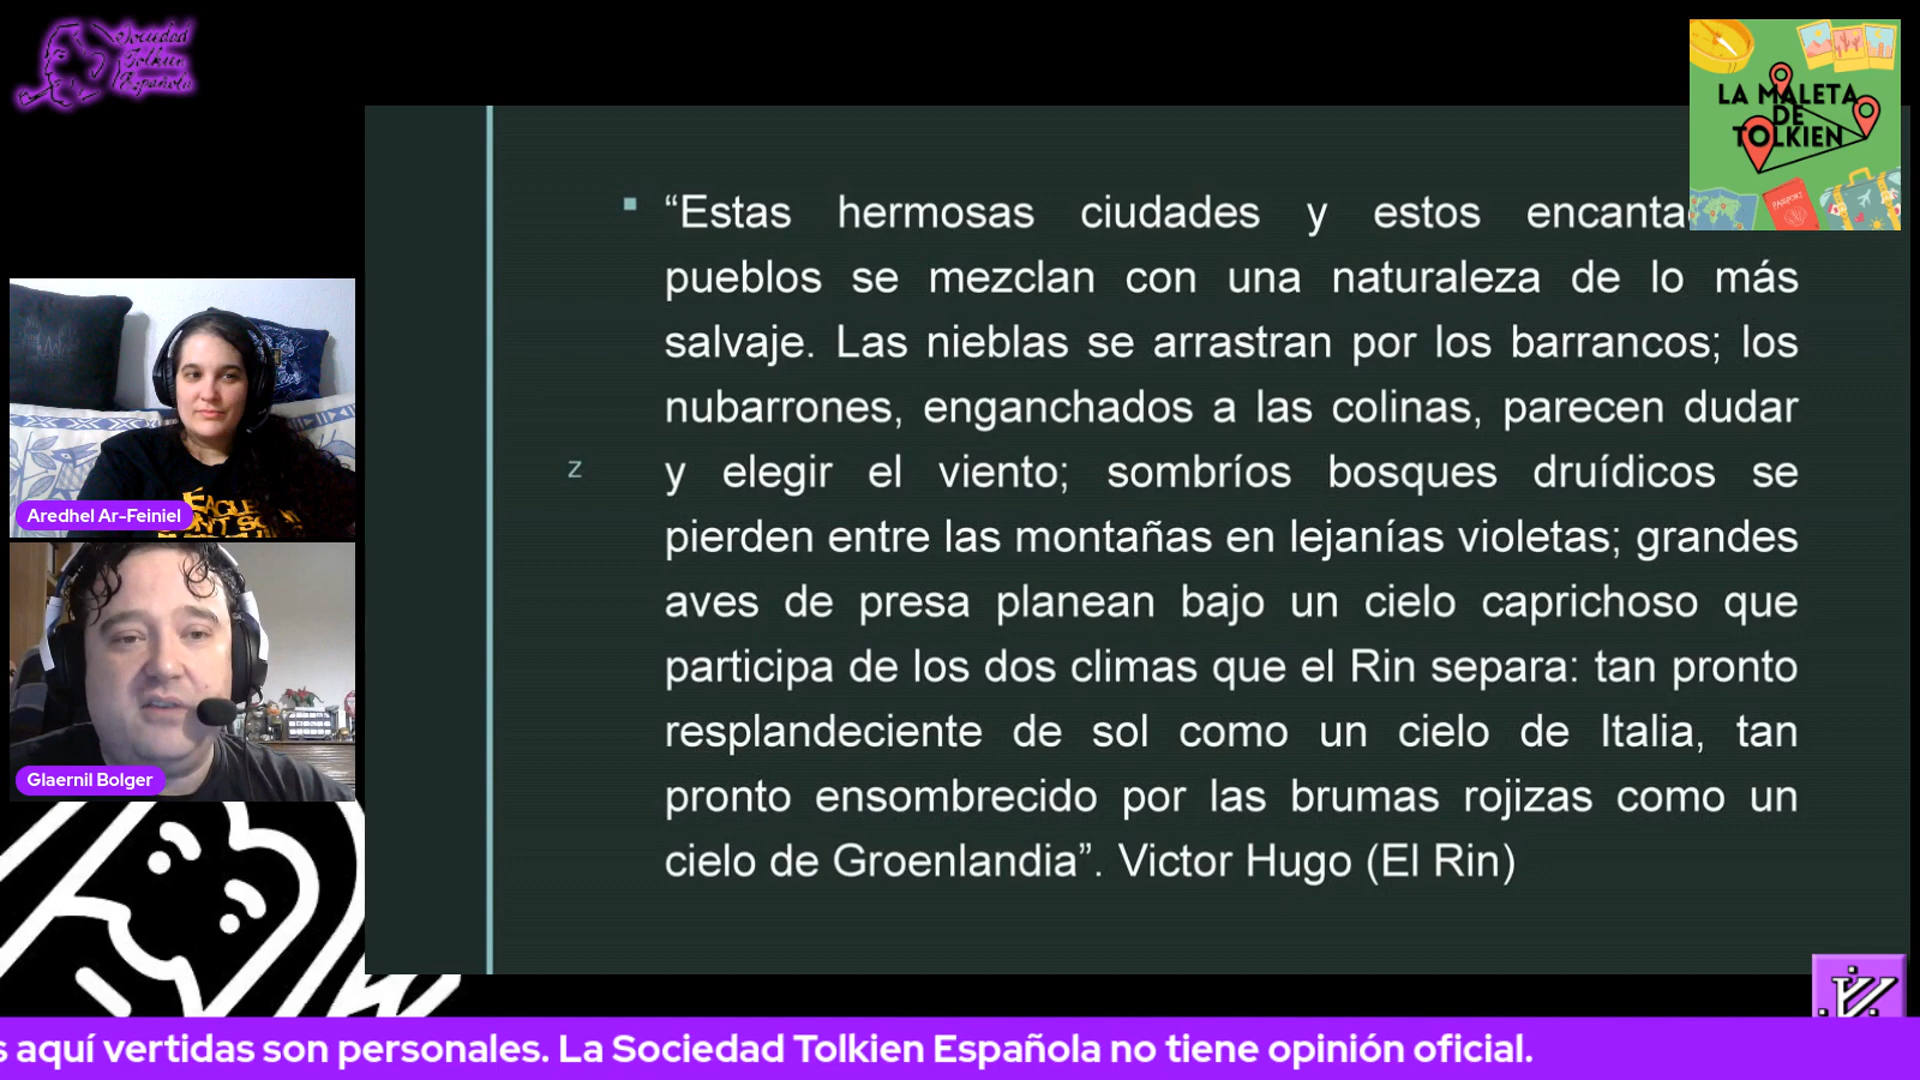 Sociedad
Tolkien
Española
LA MALETA
DE
TOLKIEN
PASSPORT
“Estas hermosas ciudades y estos
pueblos se mezclan con una naturaleza de lo más
salvaje. Las nieblas se arrastran por los barrancos; los
nubarrones, enganchados a las colinas, parecen dudar
z
y elegir el viento; sombríos bosques druídicos se
pierden entre las montañas en lejanías violetas; grandes
aves de presa planean bajo un cielo caprichoso que
participa de los dos climas que el Rin separa: tan pronto
resplandeciente de sol como un cielo de Italia, tan
pronto ensombrecido por las brumas rojizas como un
cielo de Groenlandia”. Victor Hugo (El Rin)
Aredhel Ar-Feiniel
Glaernil Bolger
s aquí vertidas son personales. La Sociedad Tolkien Española no tiene opinión oficial.